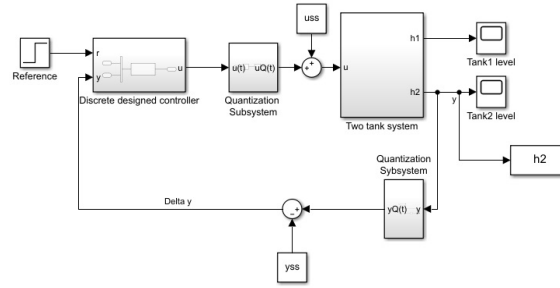 uss
h1
Tank1 level
r
y
u
Reference
Discrete designed controller
u(t)
uQ(t)
Quantization
Subsystem
+
+
u
h2
Two tank system
y
Tank2 level
h2
Quantization
Sybsystem
yQ(t)
y
Delta y
+
−
yss